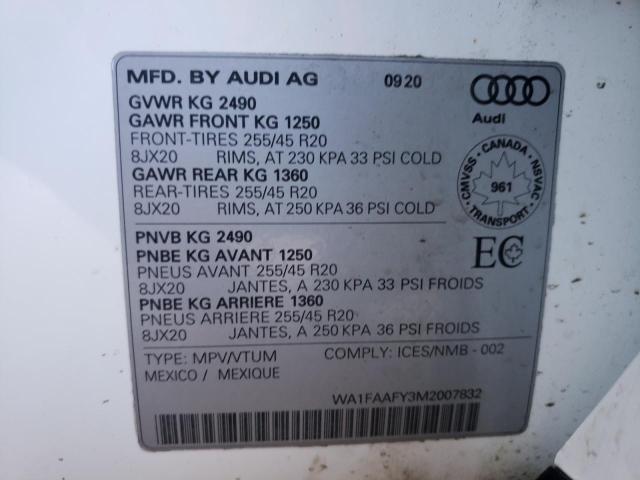 MFD. BY AUDI AG 0920
GVWR KG 2490
GAWR FRONT KG 1250
FRONT-TIRES 255/45 R20
8JX20 RIMS, AT 230 KPA 33 PSI COLD
GAWR REAR KG 1360
REAR-TIRES 255/45 R20
8JX20 RIMS, AT 250 KPA 36 PSI COLD
Audi
CMVSS - CANADA - NSVAC
961
TRANSPORT
PNVB KG 2490
PNBE KG AVANT 1250
PNEUS AVANT 255/45 R20
8JX20 JANTES, A 230 KPA 33 PSI FROIDS
PNBE KG ARRIERE 1360
PNEUS ARRIERE 255/45 R20
8JX20 JANTES, A 250 KPA 36 PSI FROIDS
EC
TYPE: MPV/VTUM COMPLY: ICES/NMB - 002
MEXICO / MEXIQUE
WA1FAAFY3M2007832